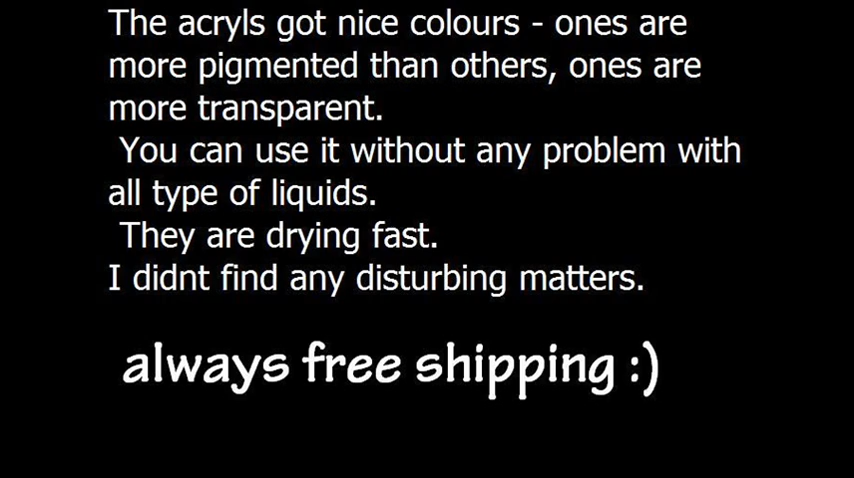 The acryls got nice colours - ones are
more pigmented than others, ones are
more transparent.
You can use it without any problem with
all type of liquids.
They are drying fast.
I didnt find any disturbing matters.
always free shipping :)